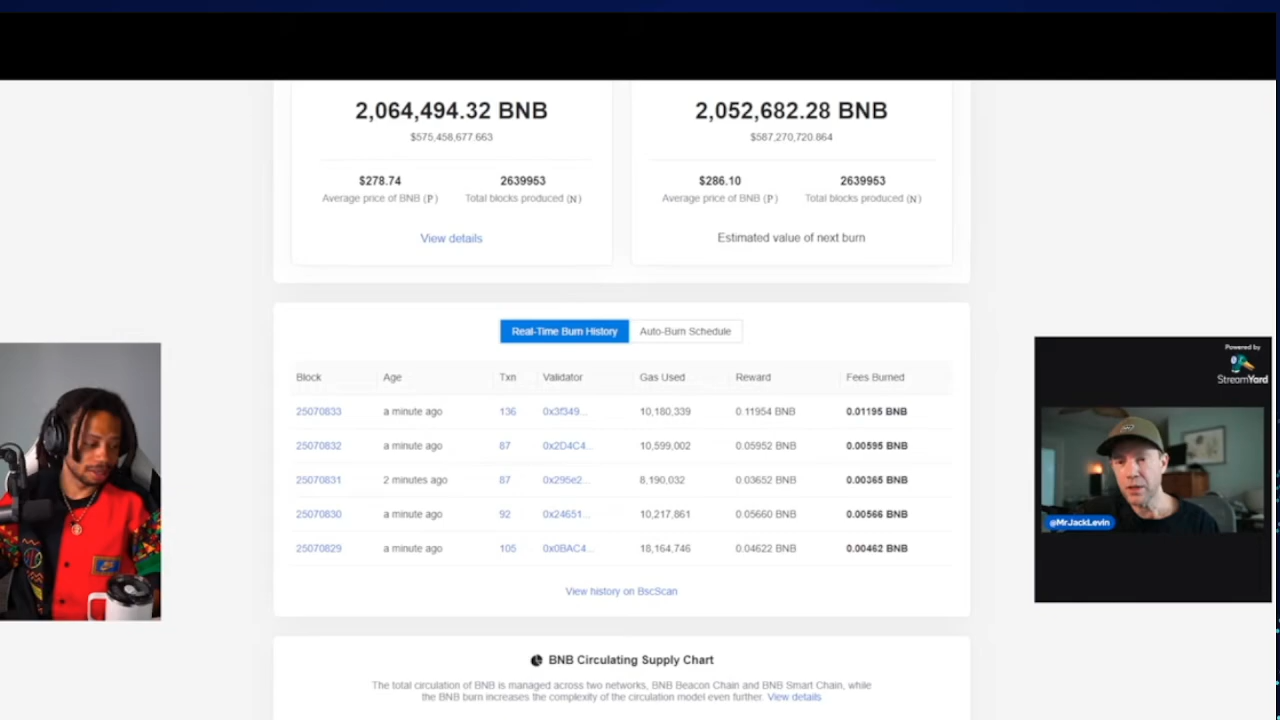 2,064,494.32 BNB
$575,458,677.663
$278.74
2639953
Average price of BNB (P)
Total blocks produced (N)
View details
2,052,682.28 BNB
$587,270,720.864
$286.10
2639953
Average price of BNB (P)
Total blocks produced (N)
Estimated value of next burn
Real-Time Burn History
Auto-Burn Schedule
Block Age Txn Validator Gas Used Reward Fees Burned
25070833 a minute ago 136 0x3f349... 10,180,339 0.11954 BNB 0.01195 BNB
25070832 a minute ago 87 0x2D4C4... 10,599,002 0.05952 BNB 0.00595 BNB
25070831 2 minutes ago 87 0x295e2... 8,190,032 0.03652 BNB 0.00365 BNB
25070830 a minute ago 92 0x24651... 10,217,861 0.05660 BNB 0.00566 BNB
25070829 a minute ago 105 0x0BAC4... 18,164,746 0.04622 BNB 0.00462 BNB
View history on BscScan
BNB Circulating Supply Chart
The total circulation of BNB is managed across two networks, BNB Beacon Chain and BNB Smart Chain, while
the BNB burn increases the complexity of the circulation model even further. View details
Powered by
StreamYard
@MrJackLevin